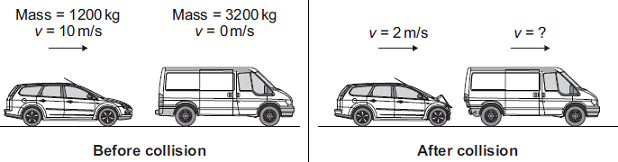 Mass = 1200 kg
v = 10 m/s
Mass = 3200 kg
v = 0 m/s
v = 2 m/s
v = ?
Before collision
After collision